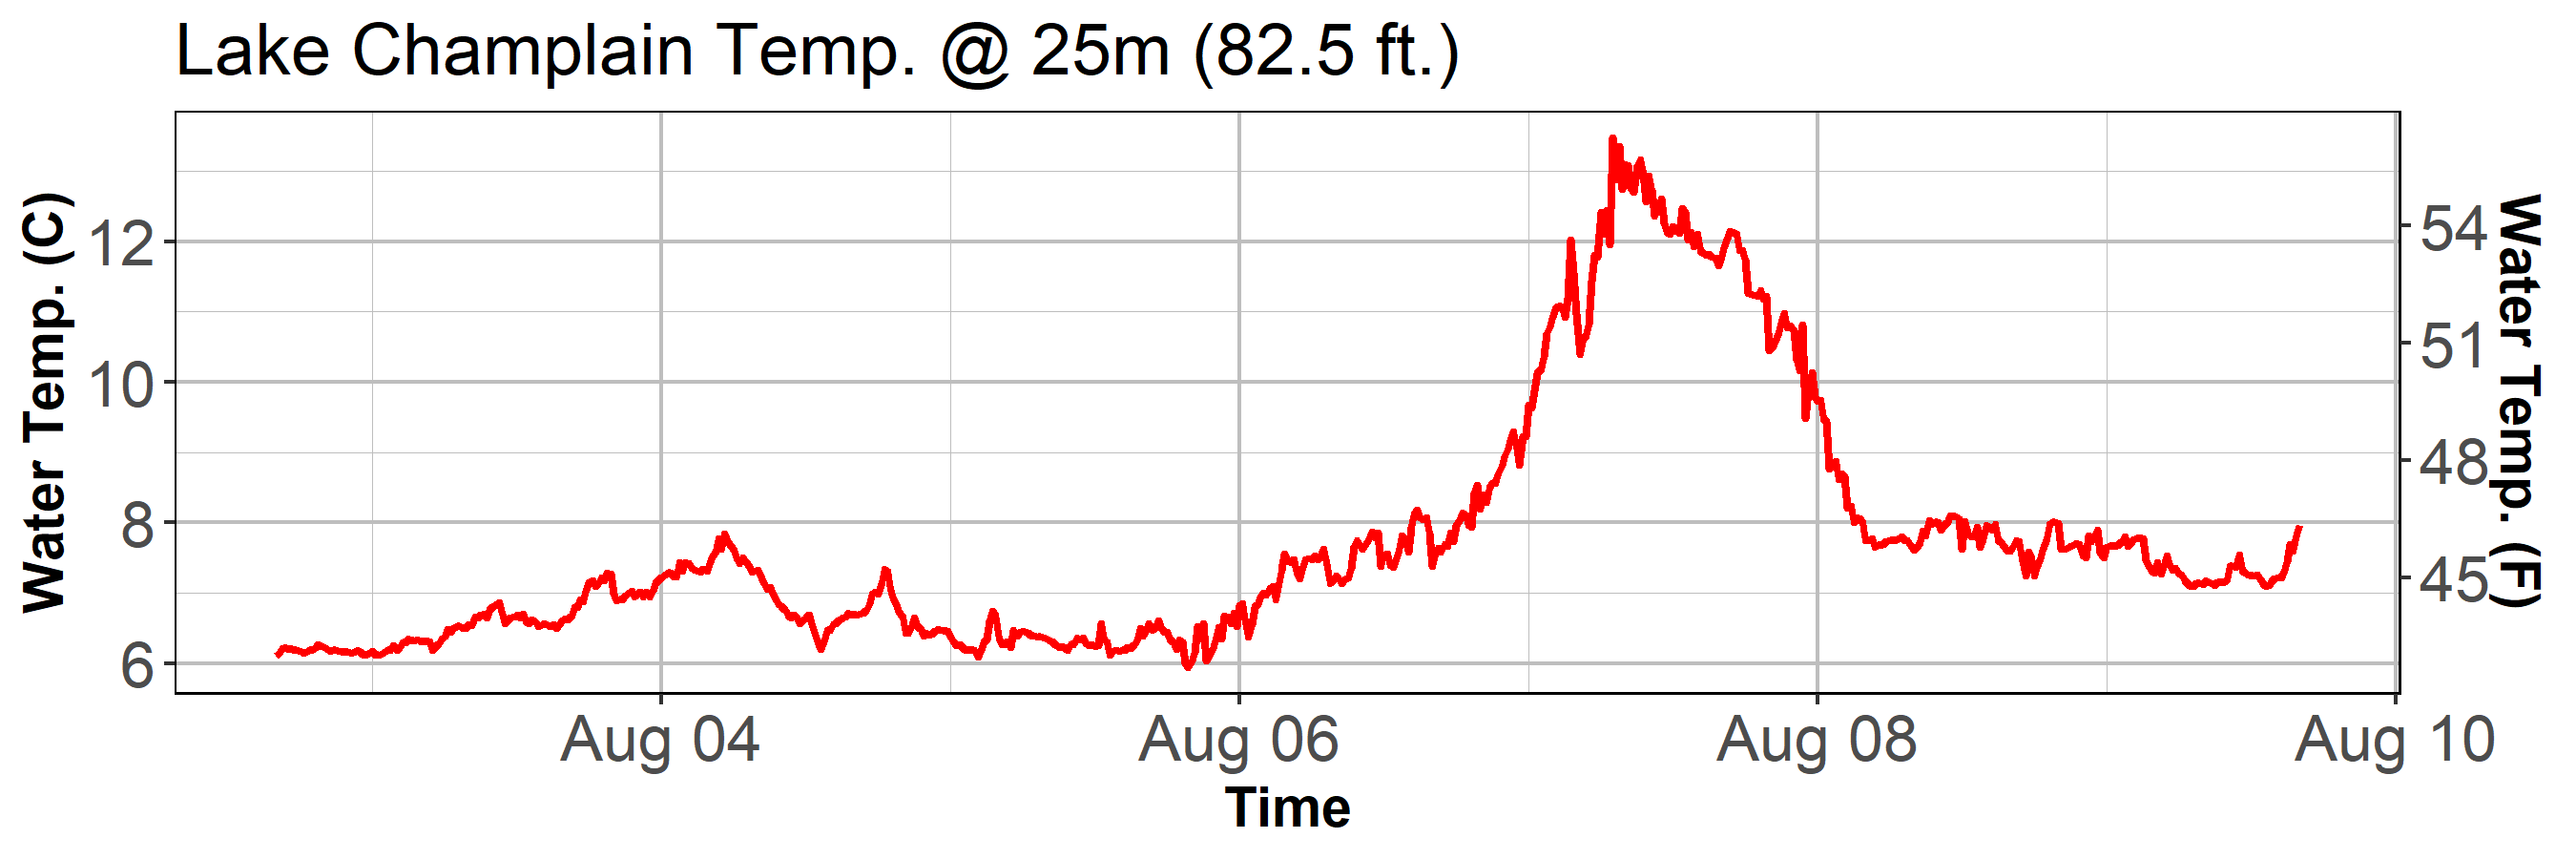 Lake Champlain Temp. @ 25m (82.5 ft.)
Water Temp. (C)
12
10
8
6
54
51
48
45
Water Temp. (F)
Aug 04
Aug 06
Aug 08
Aug 10
Time